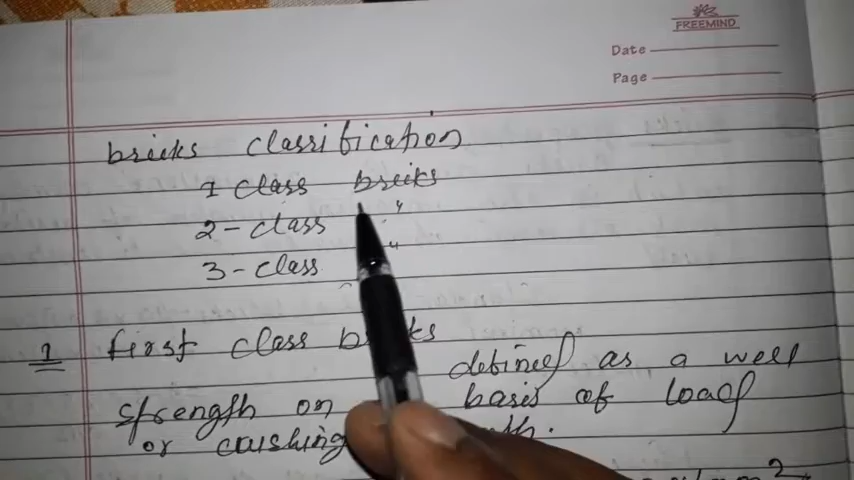 FREEMIND
Date
Page
bricks classification
1 class bricks
2 - class "
3 - class "
1 first class
defined as a well
strength on basis of load
or crushing